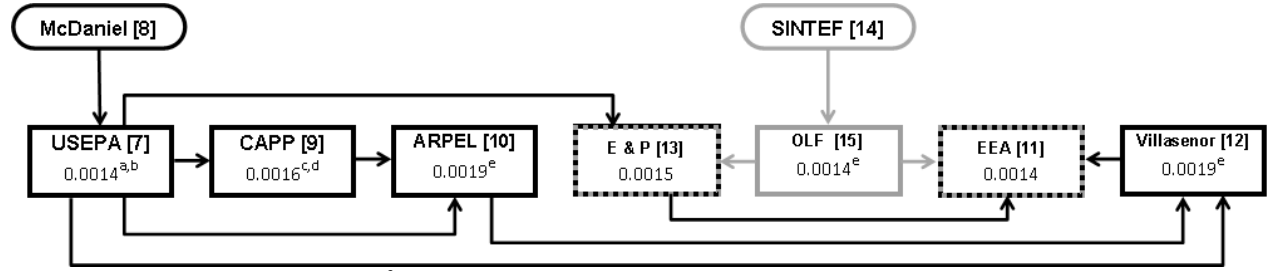 McDaniel [8]
SINTEF [14]
USEPA [7]
0.0014a,b
CAPP [9]
0.0016c,d
ARPEL [10]
0.0019e
E & P [13]
0.0015
OLF [15]
0.0014e
EEA [11]
0.0014
Villasenor [12]
0.0019e